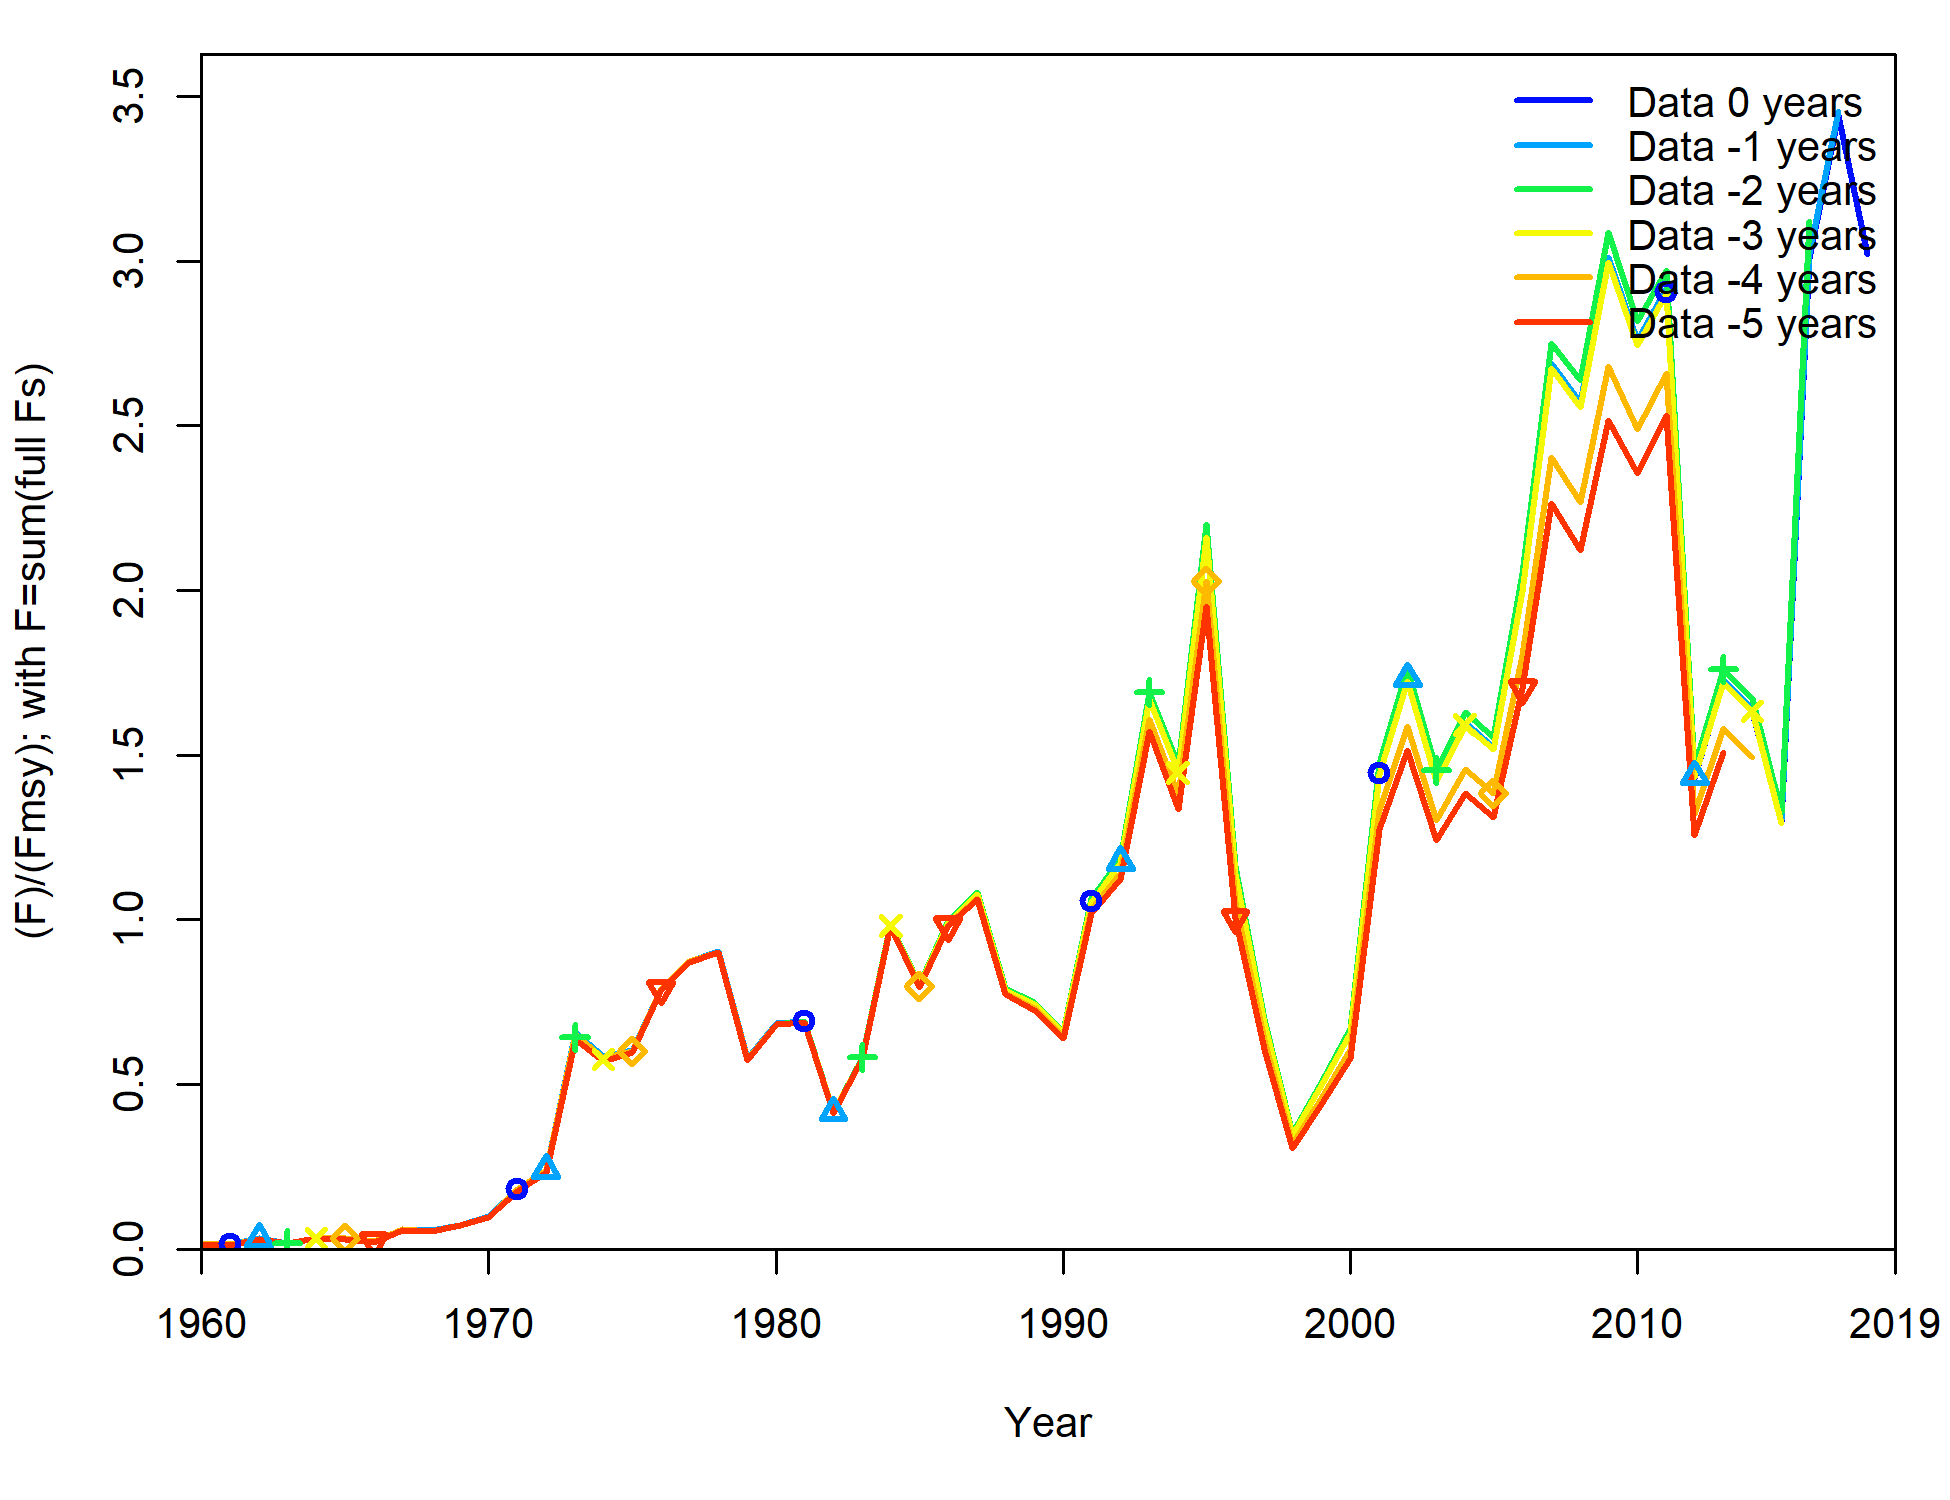 3.5
3.0
2.5
2.0
1.5
1.0
0.5
0.0
(F)/(Fmsy); with F=sum(full Fs)
Data 0 years
Data -1 years
Data -2 years
Data -3 years
Data -4 years
Data -5 years
1960 1970 1980 1990 2000 2010 2019
Year